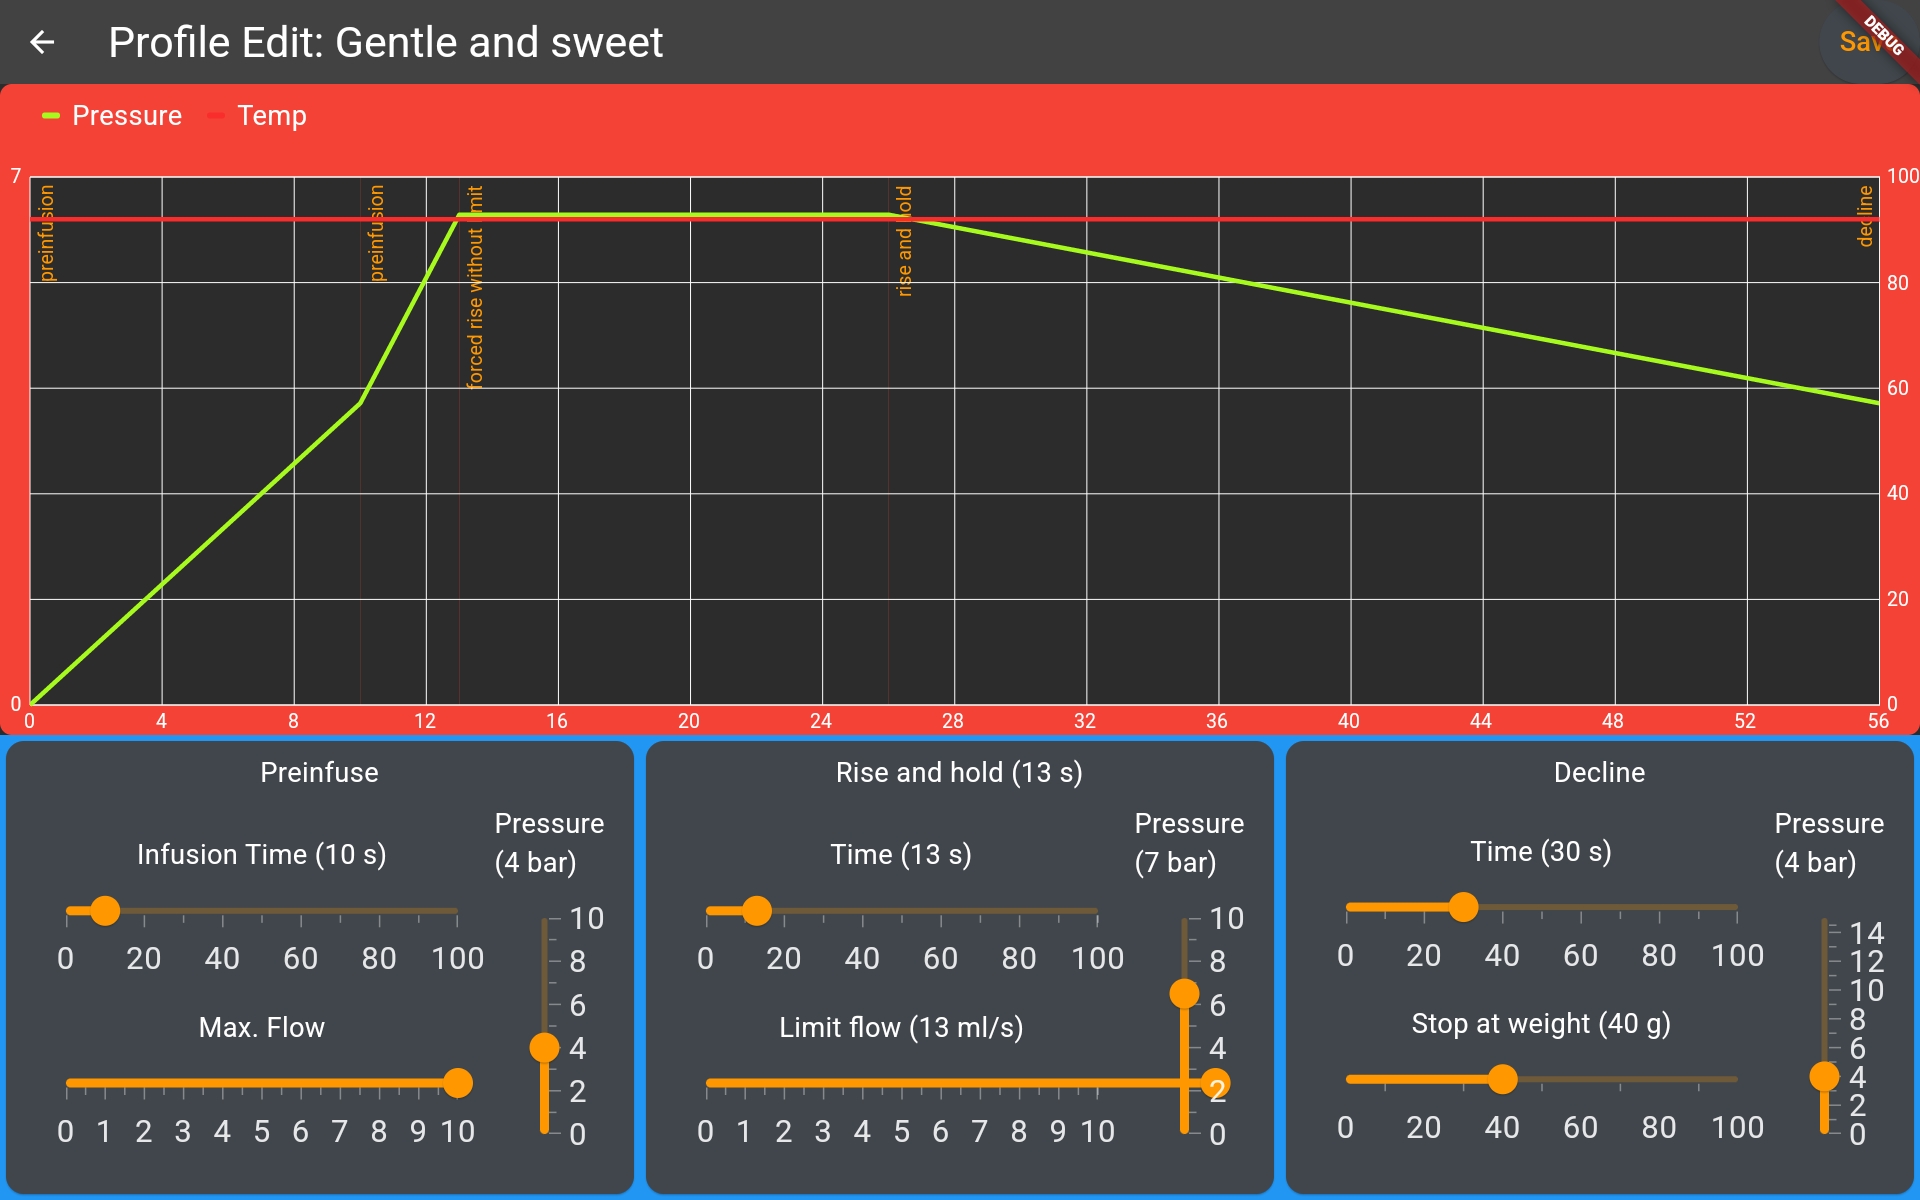 Profile Edit: Gentle and sweet
Sav
DEBUG
Pressure Temp
7
100
preinfusion
preinfusion
forced rise without limit
rise and hold
decline
80
60
40
20
0
0
0 4 8 12 16 20 24 28 32 36 40 44 48 52 56
Preinfuse
Infusion Time (10 s)
0 20 40 60 80 100
Max. Flow
0 1 2 3 4 5 6 7 8 9 10
Pressure
(4 bar)
10
8
6
4
2
0
Rise and hold (13 s)
Time (13 s)
0 20 40 60 80 100
Limit flow (13 ml/s)
0 1 2 3 4 5 6 7 8 9 10
Pressure
(7 bar)
10
8
6
4
2
0
Decline
Time (30 s)
0 20 40 60 80 100
Stop at weight (40 g)
0 20 40 60 80 100
Pressure
(4 bar)
14
12
10
8
6
4
2
0